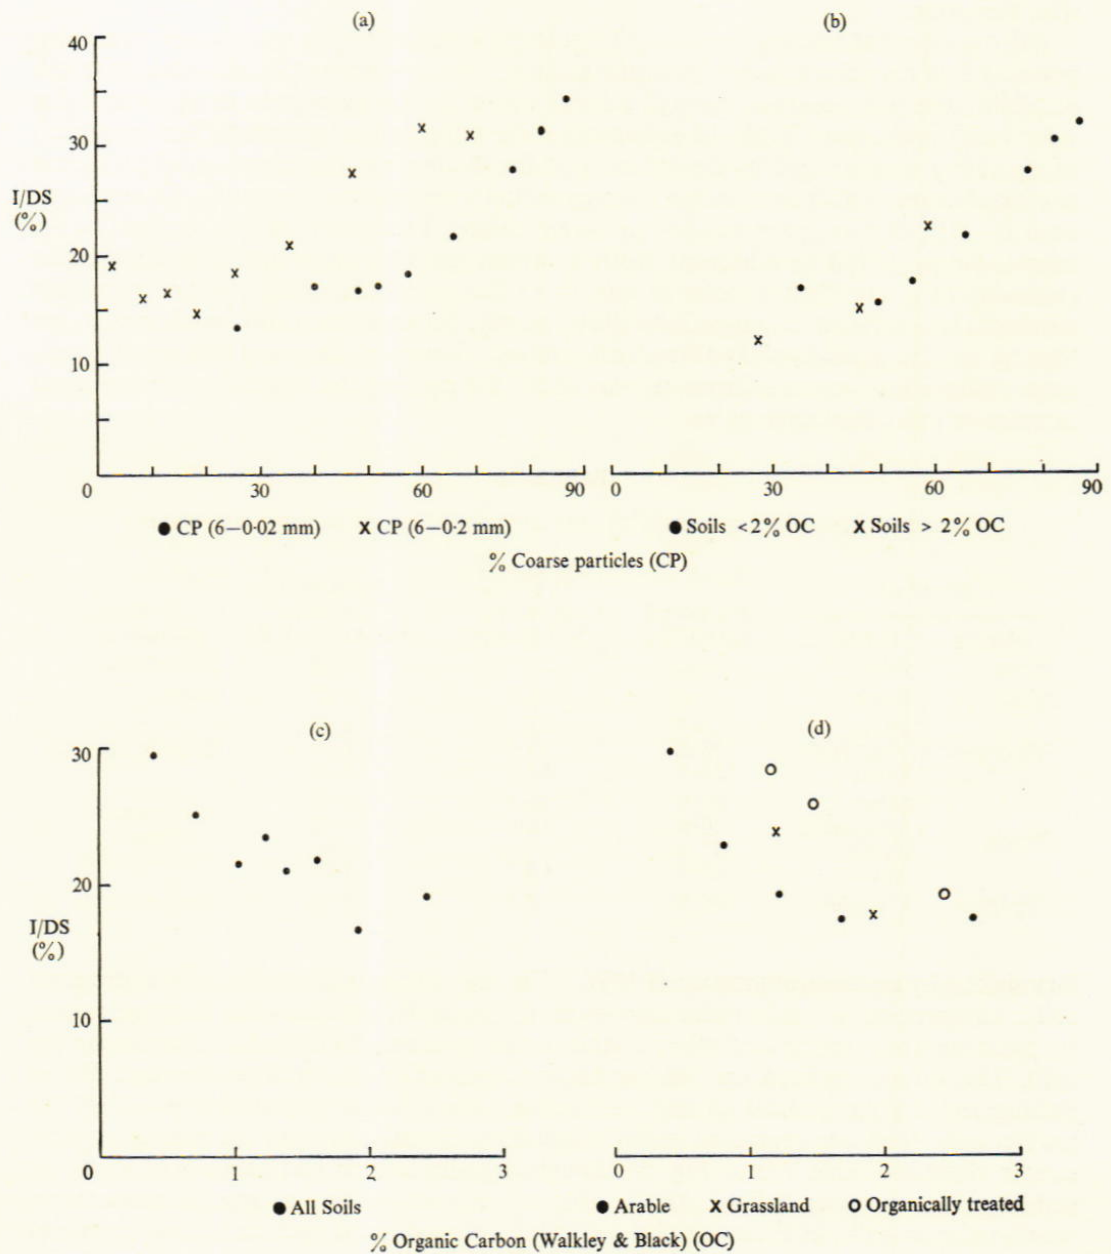 (a) (b)
40
30
I/DS
(%)
20
10
0 30 60 90 0 30 60 90
● CP (6–0·02 mm) x CP (6–0·2 mm) ● Soils <2% OC x Soils > 2% OC
% Coarse particles (CP)
(c) (d)
30
20
I/DS
(%)
10
0 1 2 3 0 1 2 3
● All Soils ● Arable x Grassland o Organically treated
% Organic Carbon (Walkley & Black) (OC)